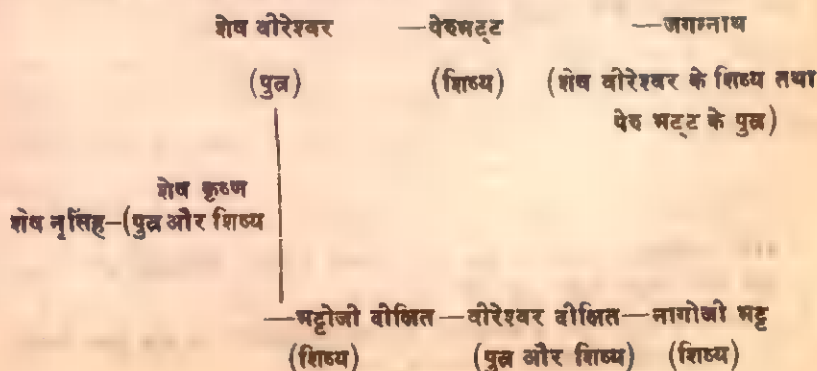 शेष वीरेश्वर —पेरुभट्ट —जगन्नाथ
(पुत्र) (शिष्य) (शेष वीरेश्वर के शिष्य तथा
पेरु भट्ट के पुत्र)
शेष कृष्ण
शेष नृसिंह—(पुत्र और शिष्य
—भट्टोजी दीक्षित—वीरेश्वर दीक्षित—नागोजी भट्ट
(शिष्य) (पुत्र और शिष्य) (शिष्य)